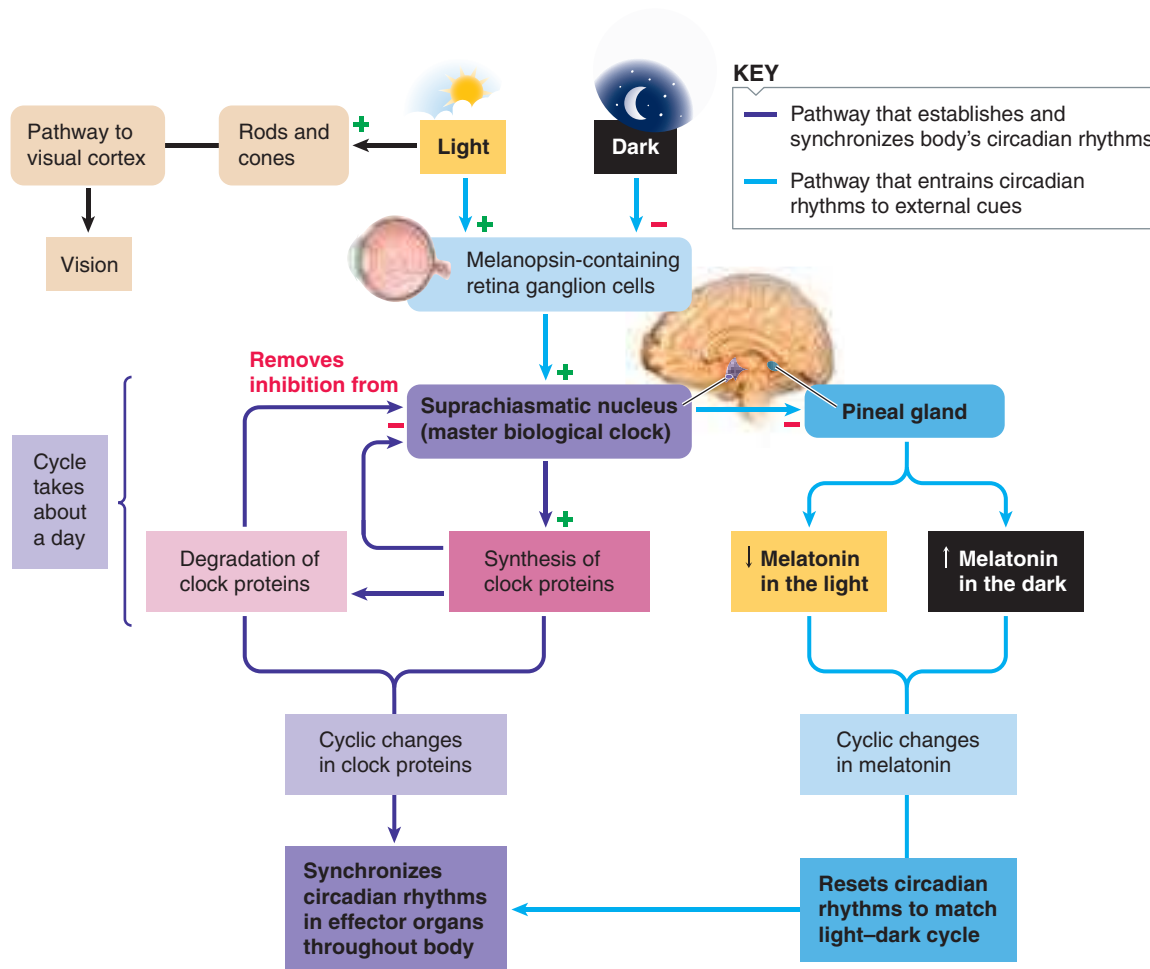 KEY
Pathway that establishes and
synchronizes body's circadian rhythms
Pathway that entrains circadian
rhythms to external cues
Pathway to
visual cortex
Rods and
cones
+
Light
Dark
Vision
+
–
Melanopsin-containing
retina ganglion cells
+
Removes
inhibition from
–
Suprachiasmatic nucleus
(master biological clock)
–
Pineal gland
Cycle
takes
about
a day
+
Degradation of
clock proteins
Synthesis of
clock proteins
↓ Melatonin
in the light
↑ Melatonin
in the dark
Cyclic changes
in clock proteins
Cyclic changes
in melatonin
Synchronizes
circadian rhythms
in effector organs
throughout body
Resets circadian
rhythms to match
light–dark cycle